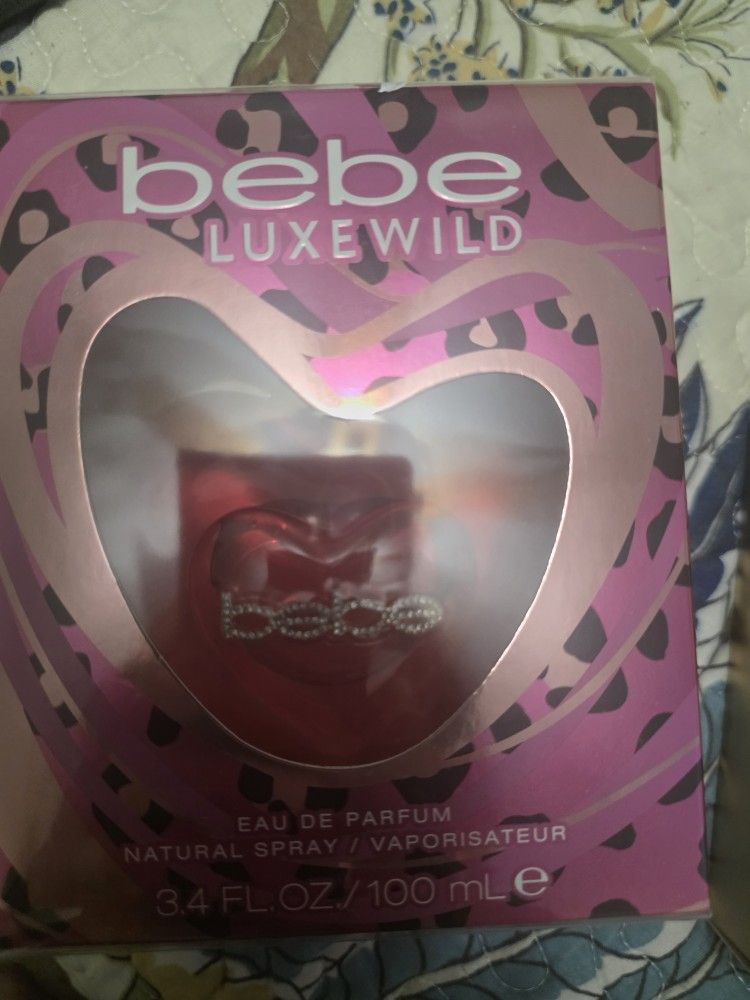 bebe
LUXEWILD
bebe
EAU DE PARFUM
NATURAL SPRAY / VAPORISATEUR
3.4 FL.OZ./100 mL ℮